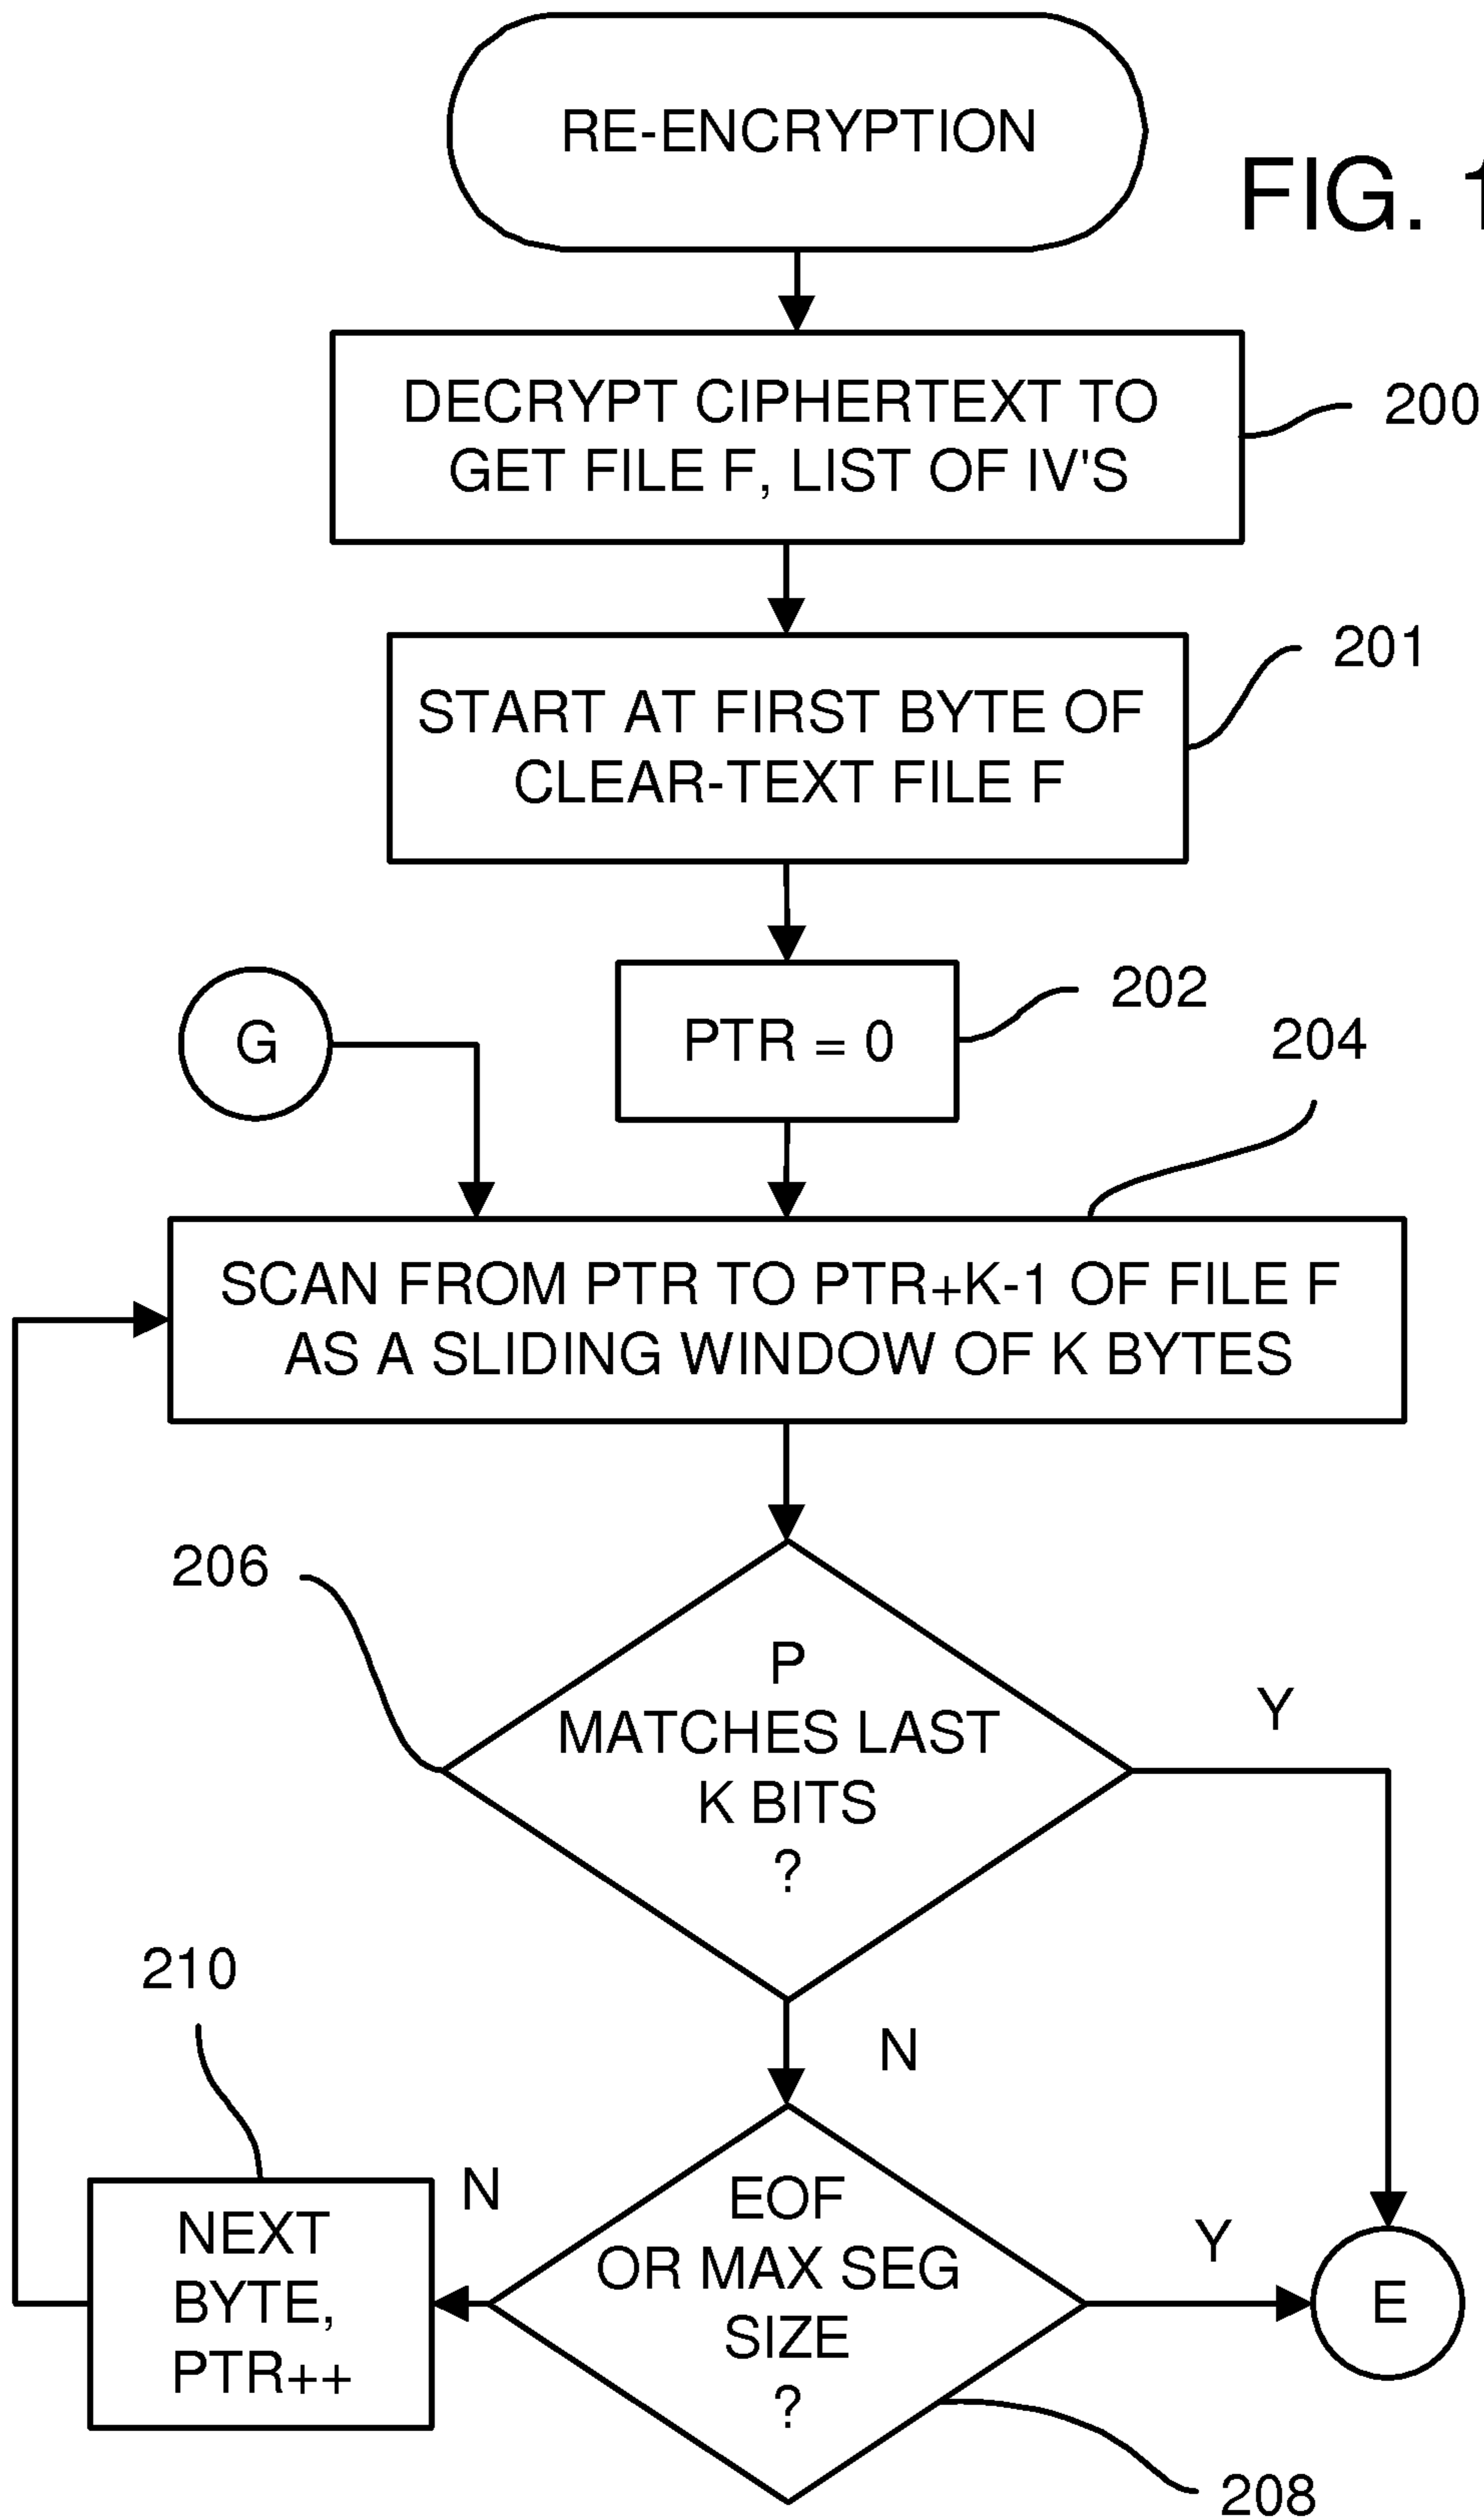 RE-ENCRYPTION
FIG. 1
DECRYPT CIPHERTEXT TO
GET FILE F, LIST OF IV'S
200
START AT FIRST BYTE OF
CLEAR-TEXT FILE F
201
PTR = 0
202
G
204
SCAN FROM PTR TO PTR+K-1 OF FILE F
AS A SLIDING WINDOW OF K BYTES
206
P
MATCHES LAST
K BITS
?
Y
N
210
NEXT
BYTE,
PTR++
N
EOF
OR MAX SEG
SIZE
?
Y
E
208